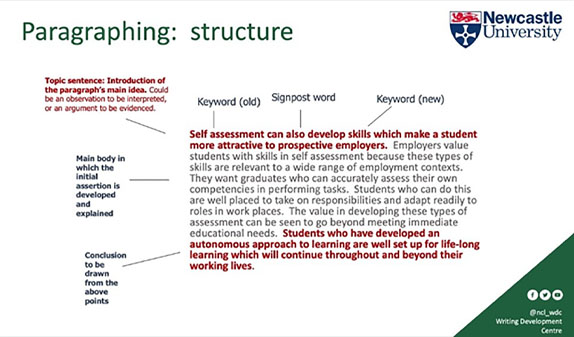 Paragraphing: structure
Newcastle
University
Topic sentence: Introduction of
the paragraph's main idea. Could
be an observation to be interpreted,
or an argument to be evidenced.
Keyword (old)
Signpost word
Keyword (new)
Self assessment can also develop skills which make a student
more attractive to prospective employers. Employers value
students with skills in self assessment because these types of
skills are relevant to a wide range of employment contexts.
They want graduates who can accurately assess their own
competencies in performing tasks. Students who can do this
are well placed to take on responsibilities and adapt readily to
roles in work places. The value in developing these types of
assessment can be seen to go beyond meeting immediate
educational needs. Students who have developed an
autonomous approach to learning are well set up for life-long
learning which will continue throughout and beyond their
working lives.
Main body in
which the
initial
assertion is
developed
and
explained
Conclusion
to be
drawn
from the
above
points
@ncl_wdc
Writing Development
Centre